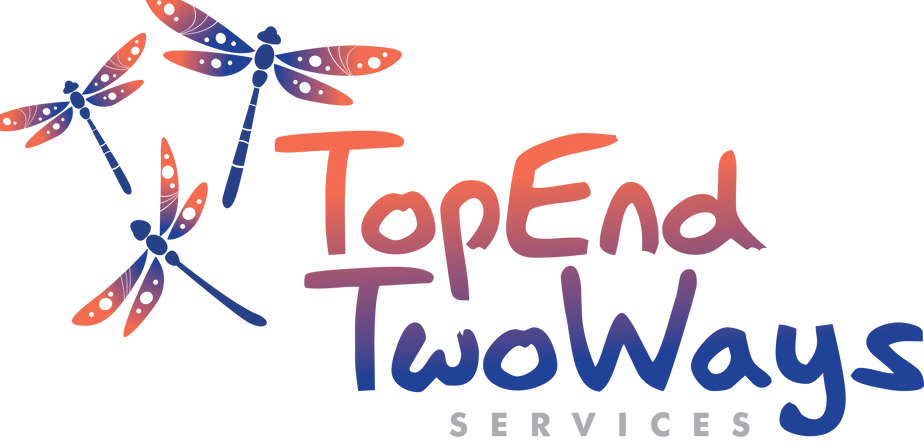 TopEnd
TwoWays
SERVICES